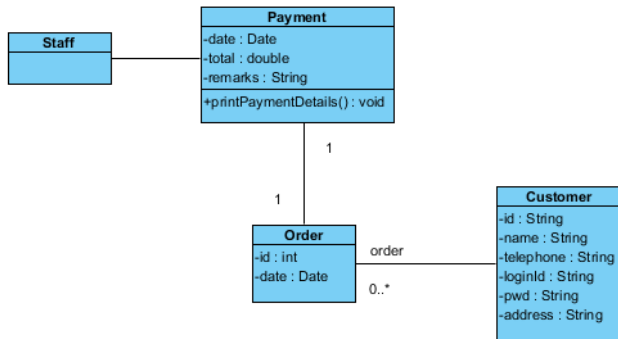 Payment
-date : Date
-total : double
-remarks : String
+printPaymentDetails() : void
Staff
1
1
Order
-id : int
-date : Date
order
0..*
Customer
-id : String
-name : String
-telephone : String
-loginId : String
-pwd : String
-address : String